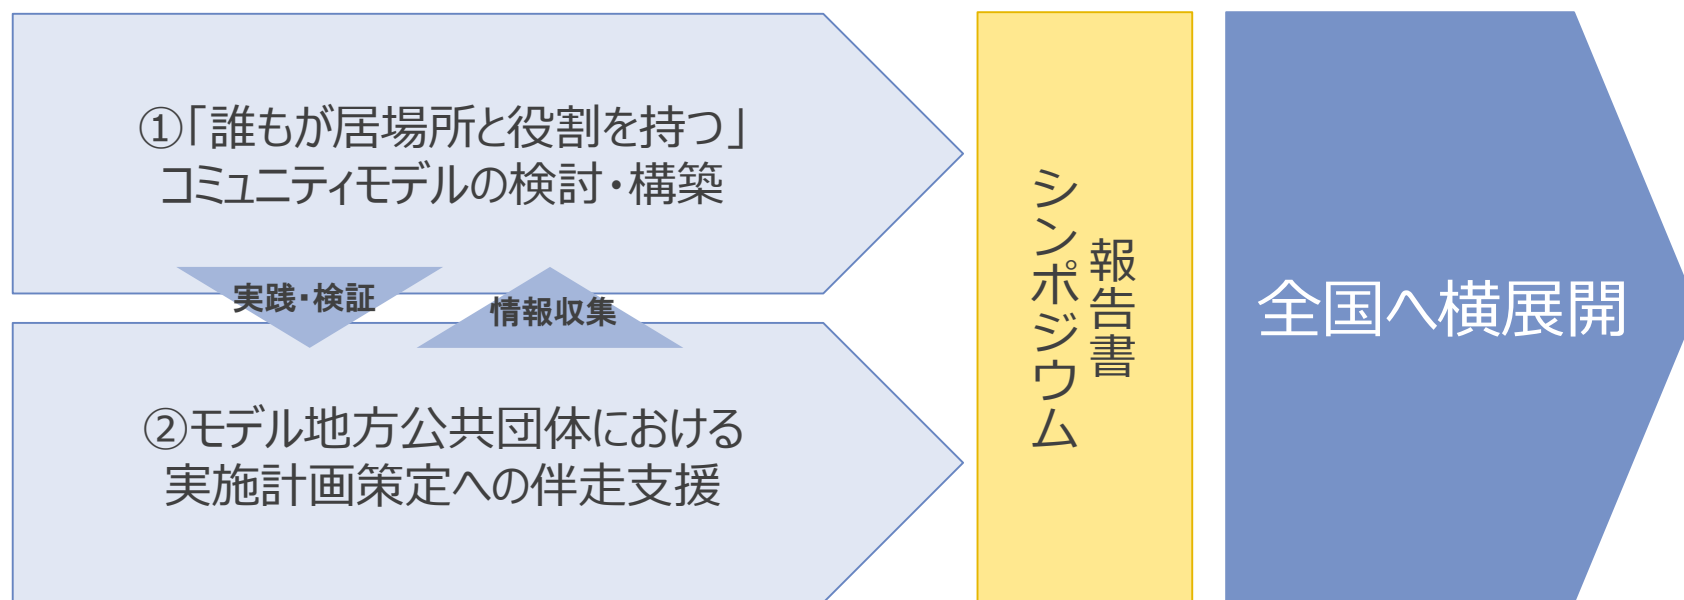 ①「誰もが居場所と役割を持つ」
コミュニティモデルの検討・構築
実践・検証
情報収集
②モデル地方公共団体における
実施計画策定への伴走支援
報告書
シンポジウム
全国へ横展開